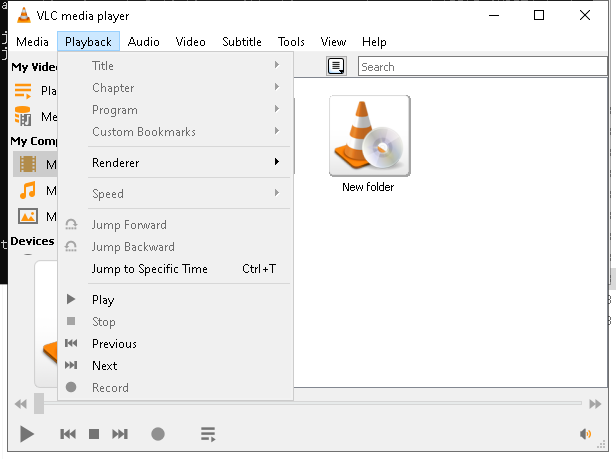 VLC media player
Media Playback Audio Video Subtitle Tools View Help
My Vide
Pla
Me
My Comp
M
M
M
Devices
Title
Chapter
Program
Custom Bookmarks
Renderer
Speed
Jump Forward
Jump Backward
Jump to Specific Time Ctrl+T
Play
Stop
Previous
Next
Record
Search
New folder